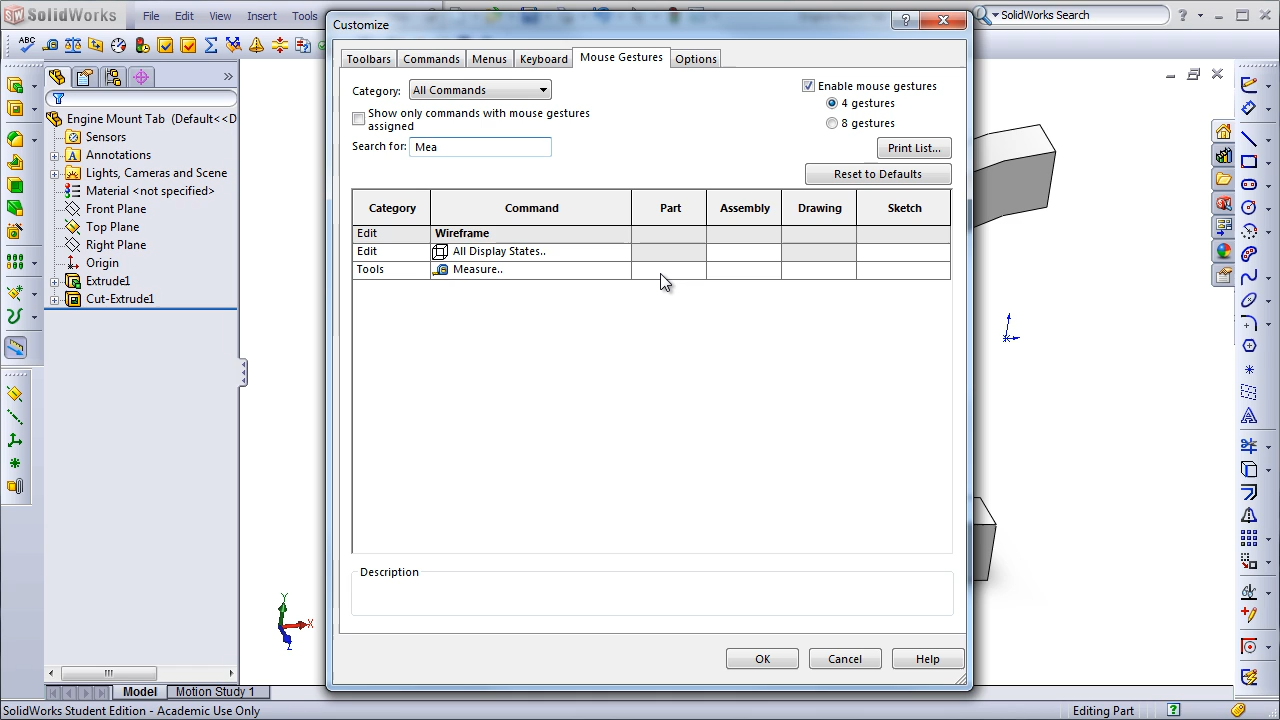 SolidWorks
File Edit View Insert Tools
Customize
SolidWorks Search
ABC
Toolbars Commands Menus Keyboard Mouse Gestures Options
Category: All Commands
Enable mouse gestures
4 gestures
8 gestures
Show only commands with mouse gestures
assigned
Search for: Mea
Print List...
Reset to Defaults
Category Command Part Assembly Drawing Sketch
Edit Wireframe
Edit All Display States..
Tools Measure..
Description
OK Cancel Help
Engine Mount Tab (Default<<D
Sensors
Annotations
Lights, Cameras and Scene
Material <not specified>
Front Plane
Top Plane
Right Plane
Origin
Extrude1
Cut-Extrude1
Y
X
Z
Model Motion Study 1
SolidWorks Student Edition - Academic Use Only
Editing Part